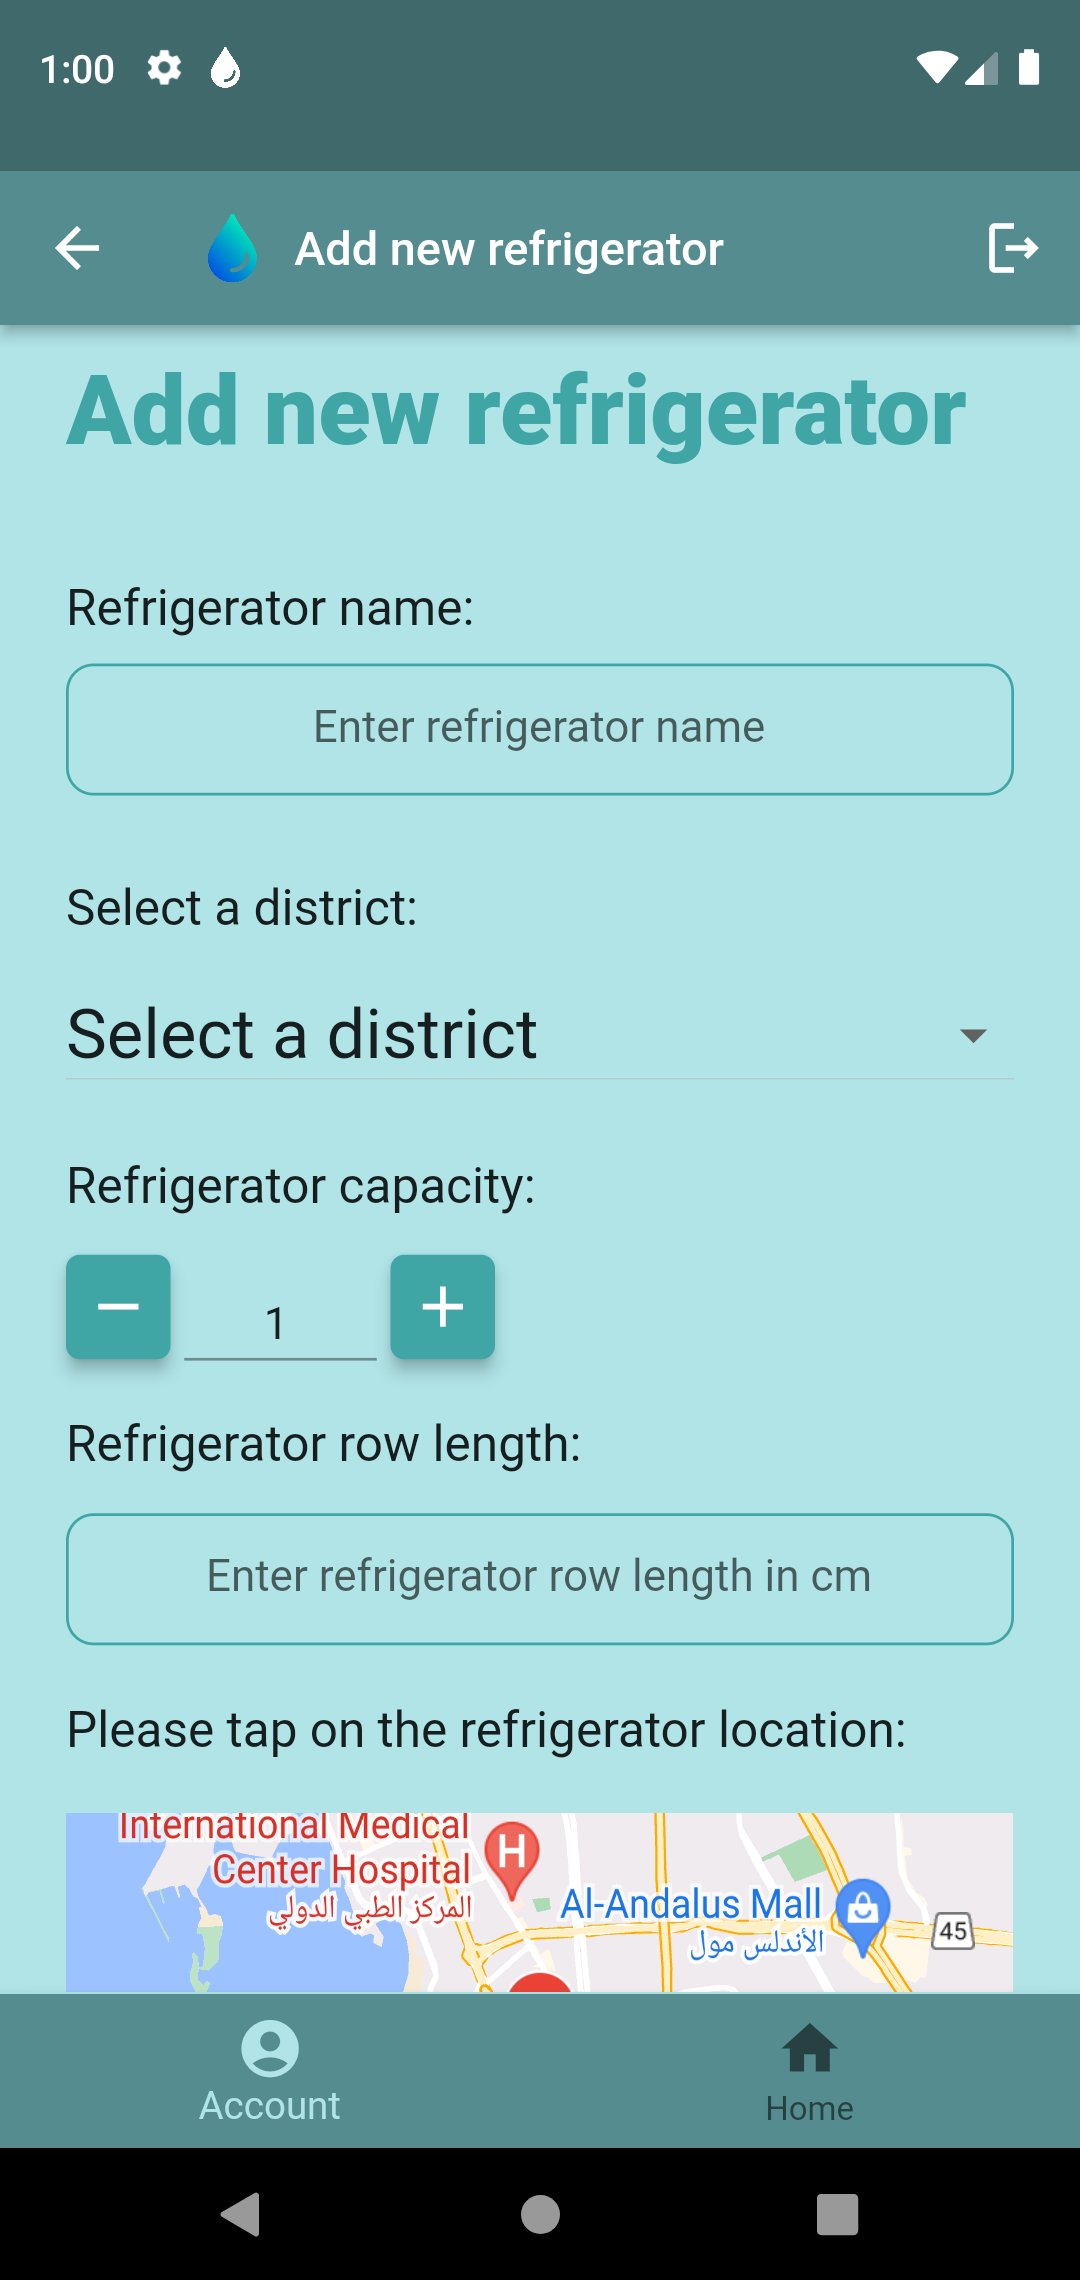 1:00
Add new refrigerator
Add new refrigerator
Refrigerator name:
Enter refrigerator name
Select a district:
Select a district
Refrigerator capacity:
1
Refrigerator row length:
Enter refrigerator row length in cm
Please tap on the refrigerator location:
International Medical
Center Hospital
المركز الطبي الدولي
H
Al-Andalus Mall
الأندلس مول
45
Account
Home